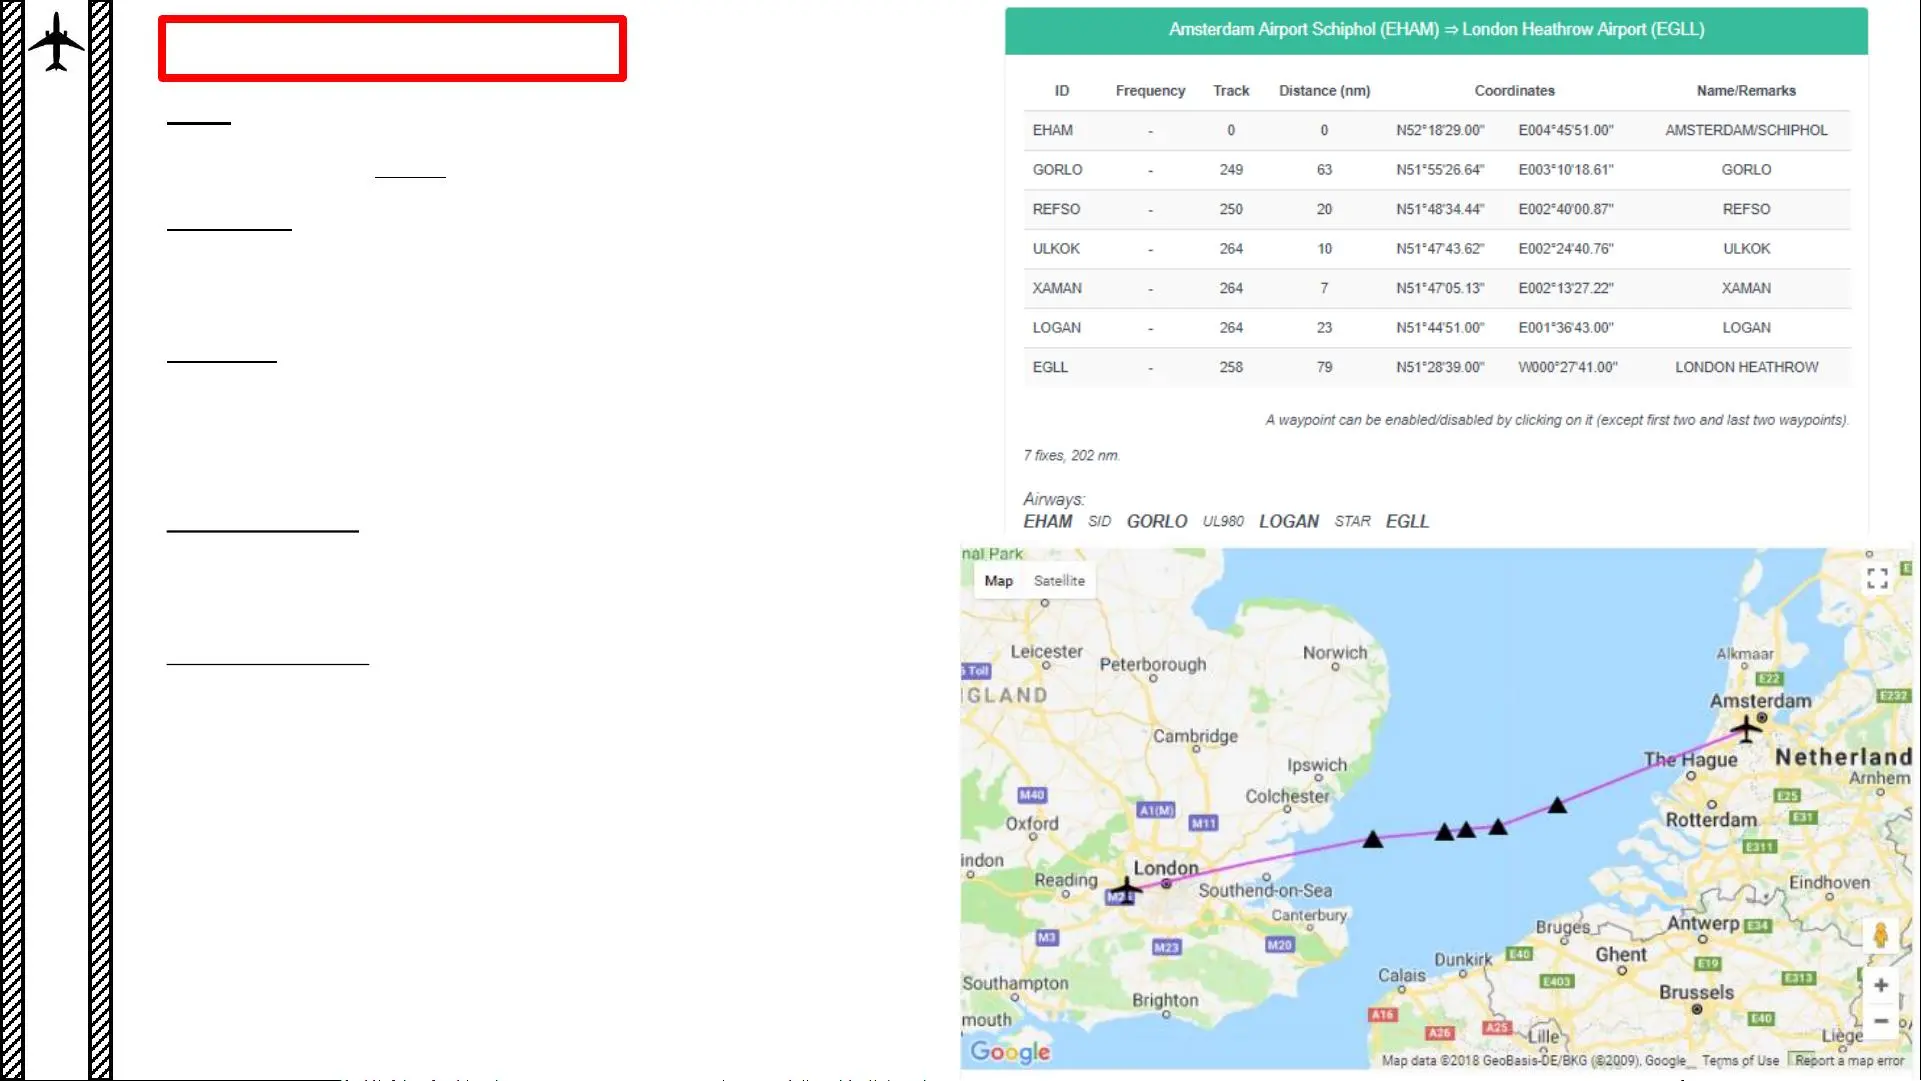 Amsterdam Airport Schiphol (EHAM) ⇒ London Heathrow Airport (EGLL)
ID Frequency Track Distance (nm) Coordinates Name/Remarks
EHAM - 0 0 N52°18'29.00" E004°45'51.00" AMSTERDAM/SCHIPHOL
GORLO - 249 63 N51°55'26.64" E003°10'18.61" GORLO
REFSO - 250 20 N51°48'34.44" E002°40'00.87" REFSO
ULKOK - 264 10 N51°47'43.62" E002°24'40.76" ULKOK
XAMAN - 264 7 N51°47'05.13" E002°13'27.22" XAMAN
LOGAN - 264 23 N51°44'51.00" E001°36'43.00" LOGAN
EGLL - 258 79 N51°28'39.00" W000°27'41.00" LONDON HEATHROW
A waypoint can be enabled/disabled by clicking on it (except first two and last two waypoints).
7 fixes, 202 nm.
Airways:
EHAM SID GORLO UL980 LOGAN STAR EGLL
nal Park
Map Satellite
Leicester
Peterborough
Norwich
Alkmaar
Toll
E22
GLAND
E232
Amsterdam
Cambridge
The Hague
Netherland
Ipswich
Arnhem
M40
Colchester
E25
A1(M)
M11
Oxford
Rotterdam
E31
E311
indon
London
Reading
Southend-on-Sea
Eindhoven
Canterbury
Bruges
Antwerp
E34
M3
M23
M20
Dunkirk
E40
Ghent
E19
Calais
E403
E313
Southampton
Brighton
Brussels
A16
E40
mouth
A26
A25
Lille
Liège
Google
Map data ©2018 GeoBasis-DE/BKG (©2009), Google Terms of Use Report a map error